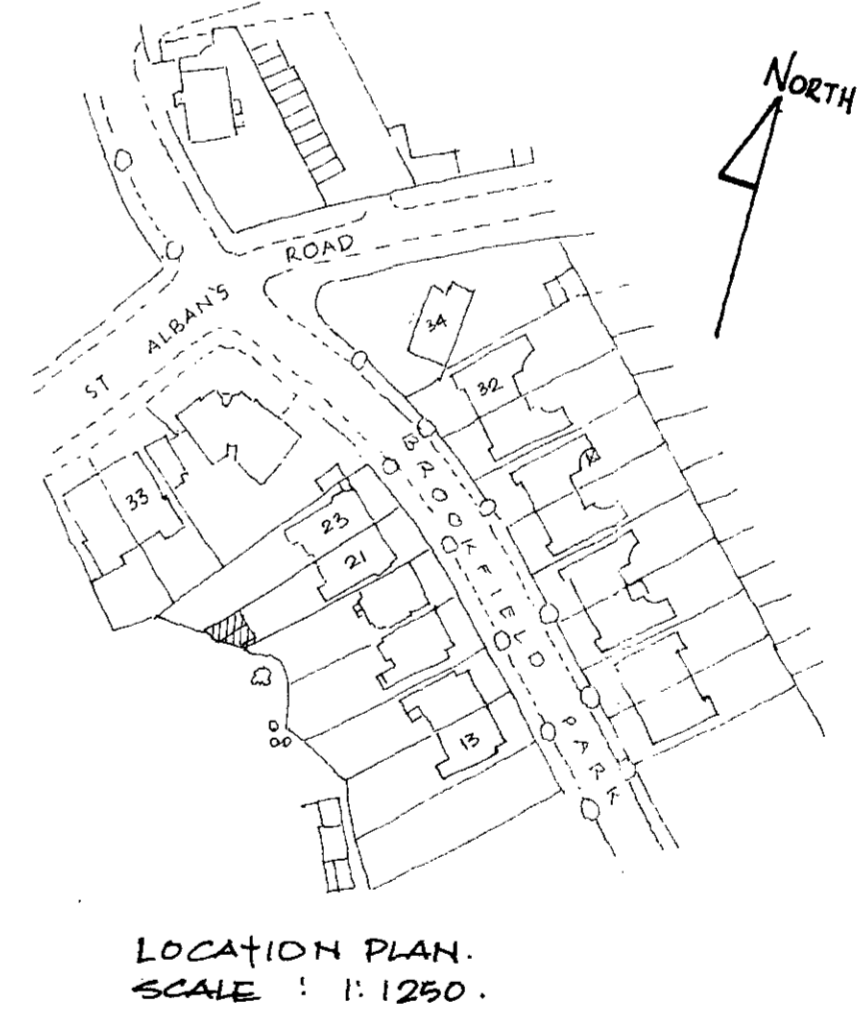 NORTH
ROAD
ST ALBAN'S
34
32
BROOKFIELD PARK
33
23
21
13
LOCATION PLAN.
SCALE : 1:1250.